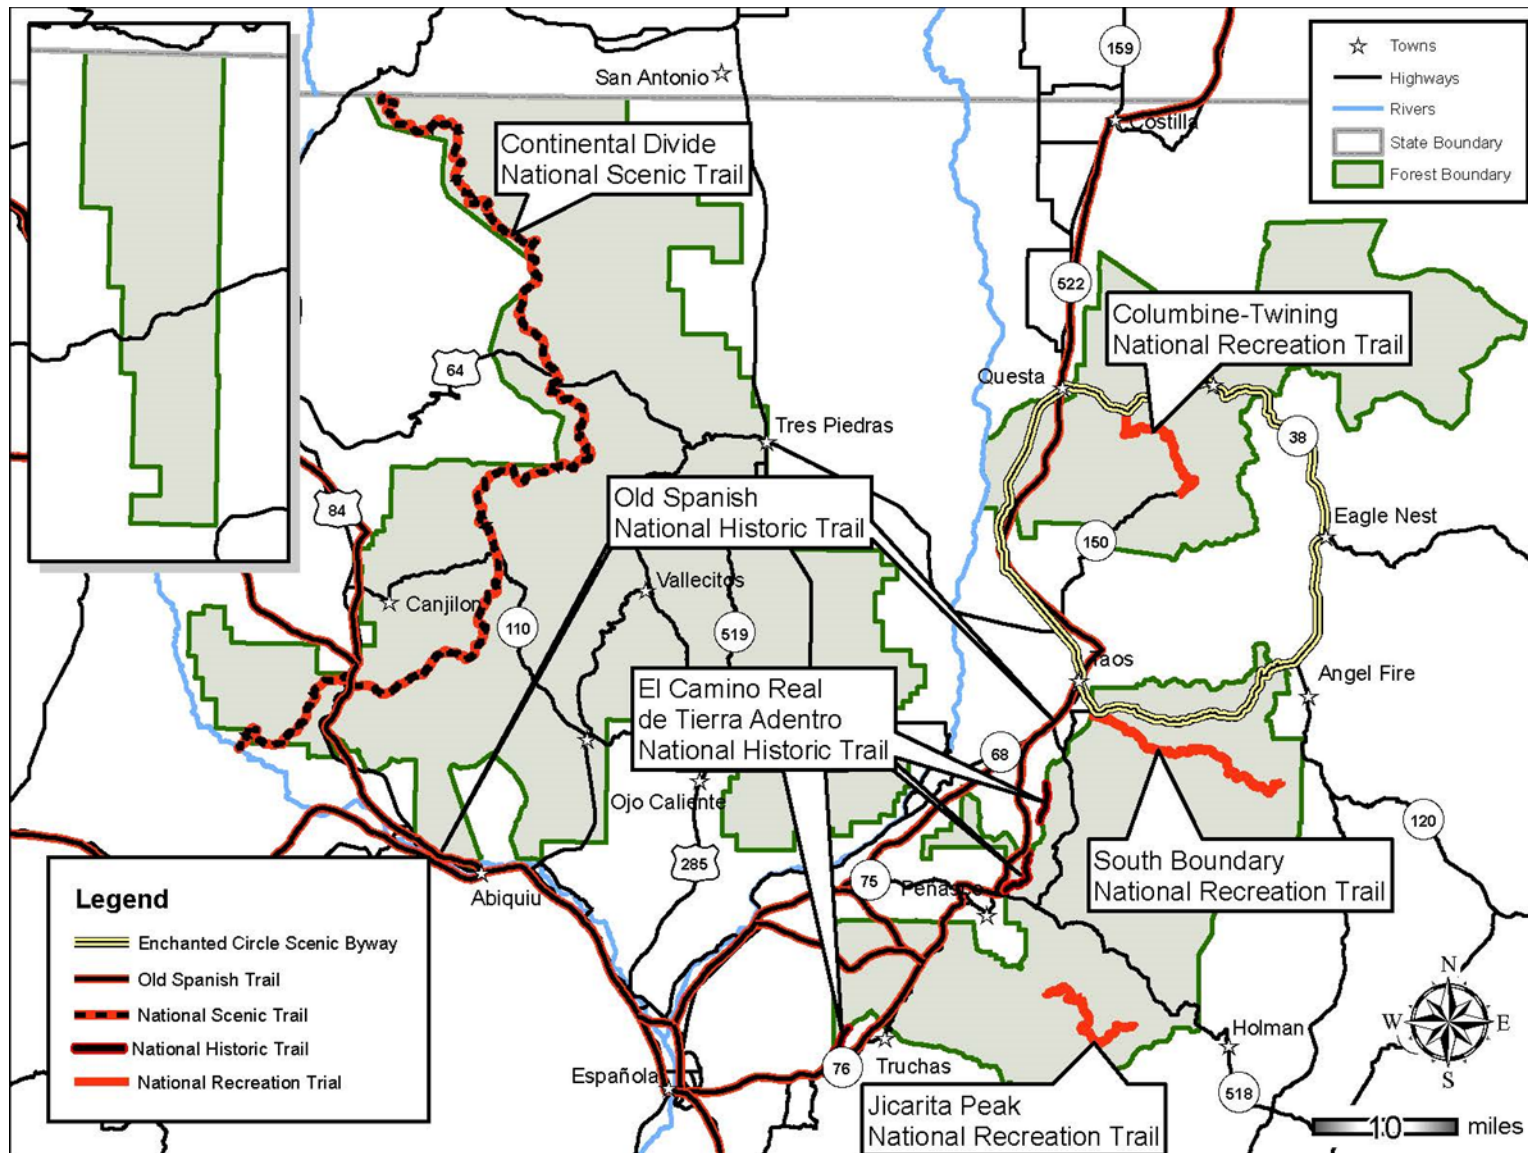 159
Towns
San Antonio
Highways
Rivers
Costilla
State Boundary
Continental Divide
National Scenic Trail
Forest Boundary
522
Columbine-Twining
National Recreation Trail
64
Questa
Tres Piedras
38
Old Spanish
National Historic Trail
84
Eagle Nest
150
Vallecitos
Canjilon
110
519
Taos
Angel Fire
El Camino Real
de Tierra Adentro
National Historic Trail
68
Ojo Caliente
120
285
South Boundary
National Recreation Trail
75
Peñasco
Abiquiu
Legend
Enchanted Circle Scenic Byway
Old Spanish Trail
National Scenic Trail
National Historic Trail
National Recreation Trial
N
W
E
S
Holman
Española
76
Truchas
518
Jicarita Peak
National Recreation Trail
10 miles